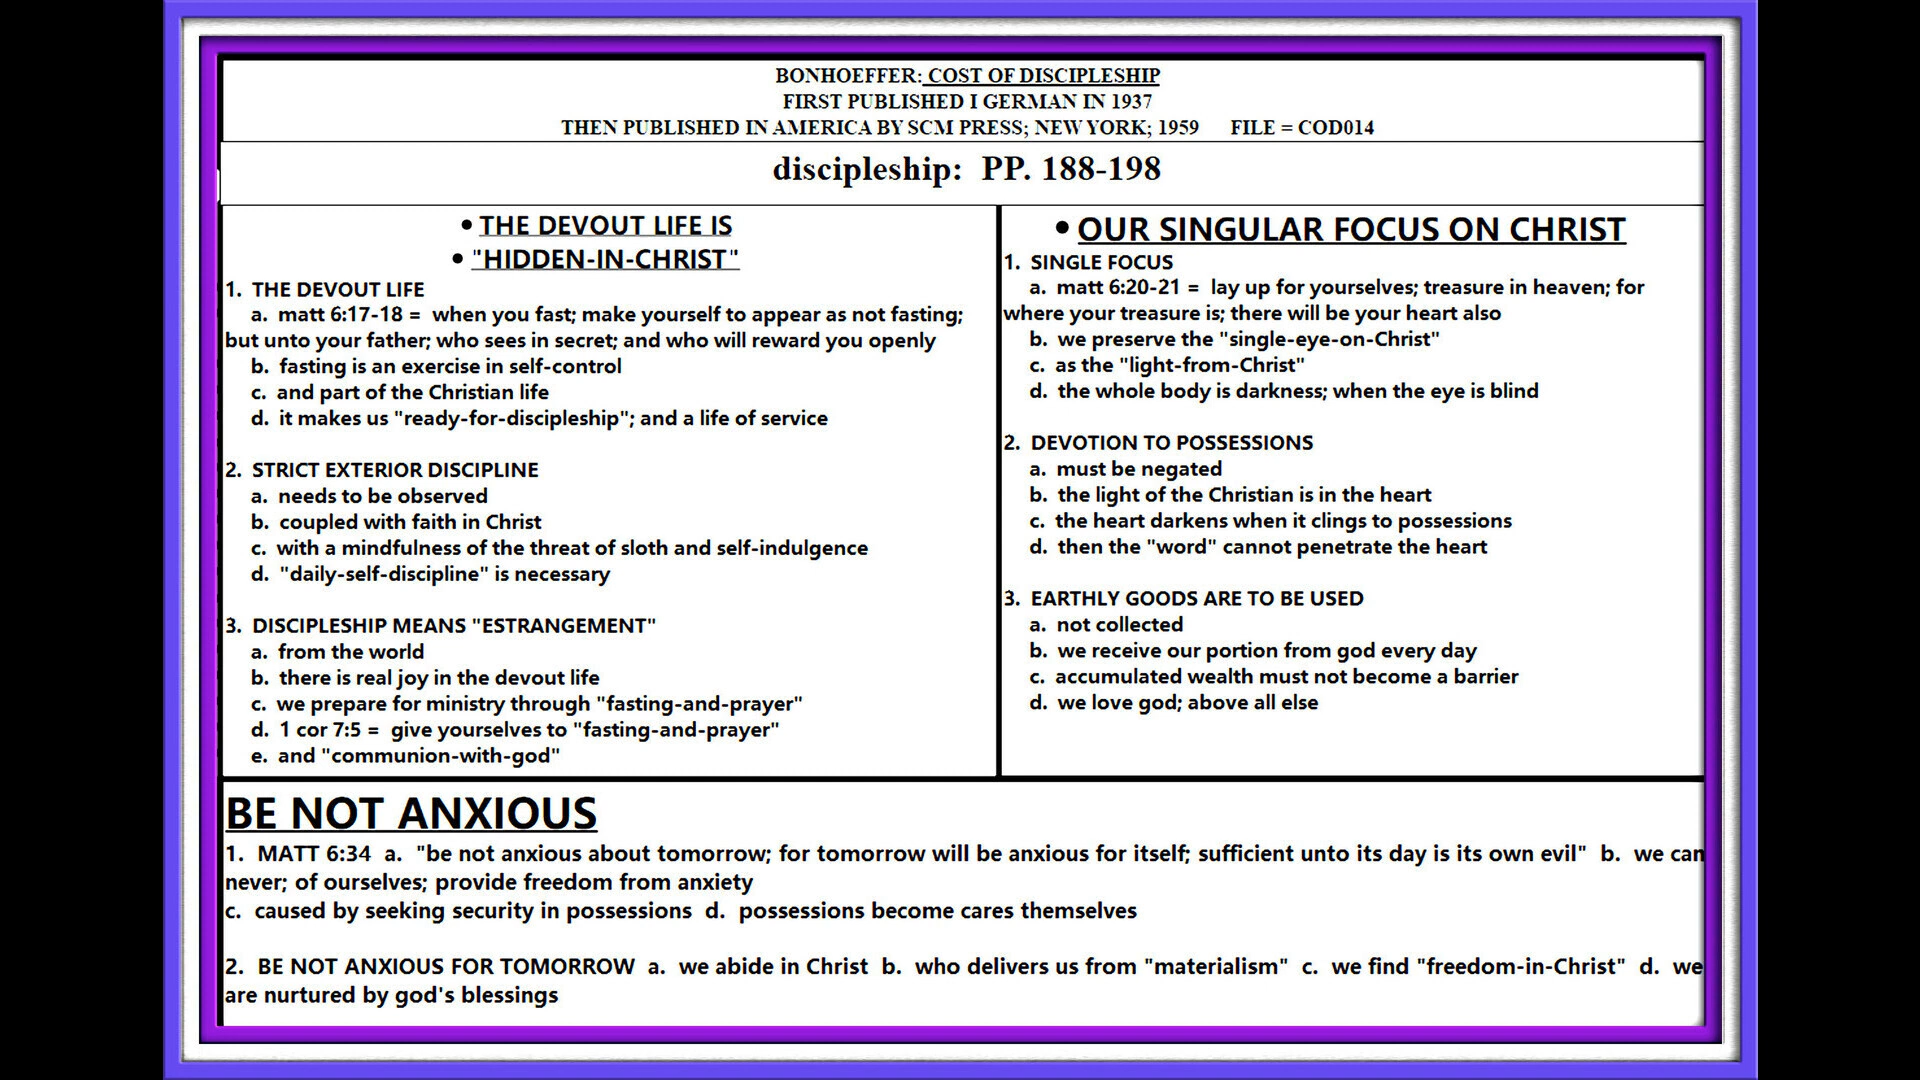 BONHOEFFER: COST OF DISCIPLESHIP
FIRST PUBLISHED I GERMAN IN 1937
THEN PUBLISHED IN AMERICA BY SCM PRESS; NEW YORK; 1959 FILE = COD014
discipleship: PP. 188-198
• THE DEVOUT LIFE IS
• "HIDDEN-IN-CHRIST"
1. THE DEVOUT LIFE
a. matt 6:17-18 = when you fast; make yourself to appear as not fasting;
but unto your father; who sees in secret; and who will reward you openly
b. fasting is an exercise in self-control
c. and part of the Christian life
d. it makes us "ready-for-discipleship"; and a life of service
2. STRICT EXTERIOR DISCIPLINE
a. needs to be observed
b. coupled with faith in Christ
c. with a mindfulness of the threat of sloth and self-indulgence
d. "daily-self-discipline" is necessary
3. DISCIPLESHIP MEANS "ESTRANGEMENT"
a. from the world
b. there is real joy in the devout life
c. we prepare for ministry through "fasting-and-prayer"
d. 1 cor 7:5 = give yourselves to "fasting-and-prayer"
e. and "communion-with-god"
• OUR SINGULAR FOCUS ON CHRIST
1. SINGLE FOCUS
a. matt 6:20-21 = lay up for yourselves; treasure in heaven; for
where your treasure is; there will be your heart also
b. we preserve the "single-eye-on-Christ"
c. as the "light-from-Christ"
d. the whole body is darkness; when the eye is blind
2. DEVOTION TO POSSESSIONS
a. must be negated
b. the light of the Christian is in the heart
c. the heart darkens when it clings to possessions
d. then the "word" cannot penetrate the heart
3. EARTHLY GOODS ARE TO BE USED
a. not collected
b. we receive our portion from god every day
c. accumulated wealth must not become a barrier
d. we love god; above all else
BE NOT ANXIOUS
1. MATT 6:34 a. "be not anxious about tomorrow; for tomorrow will be anxious for itself; sufficient unto its day is its own evil" b. we can
never; of ourselves; provide freedom from anxiety
c. caused by seeking security in possessions d. possessions become cares themselves
2. BE NOT ANXIOUS FOR TOMORROW a. we abide in Christ b. who delivers us from "materialism" c. we find "freedom-in-Christ" d. we
are nurtured by god's blessings